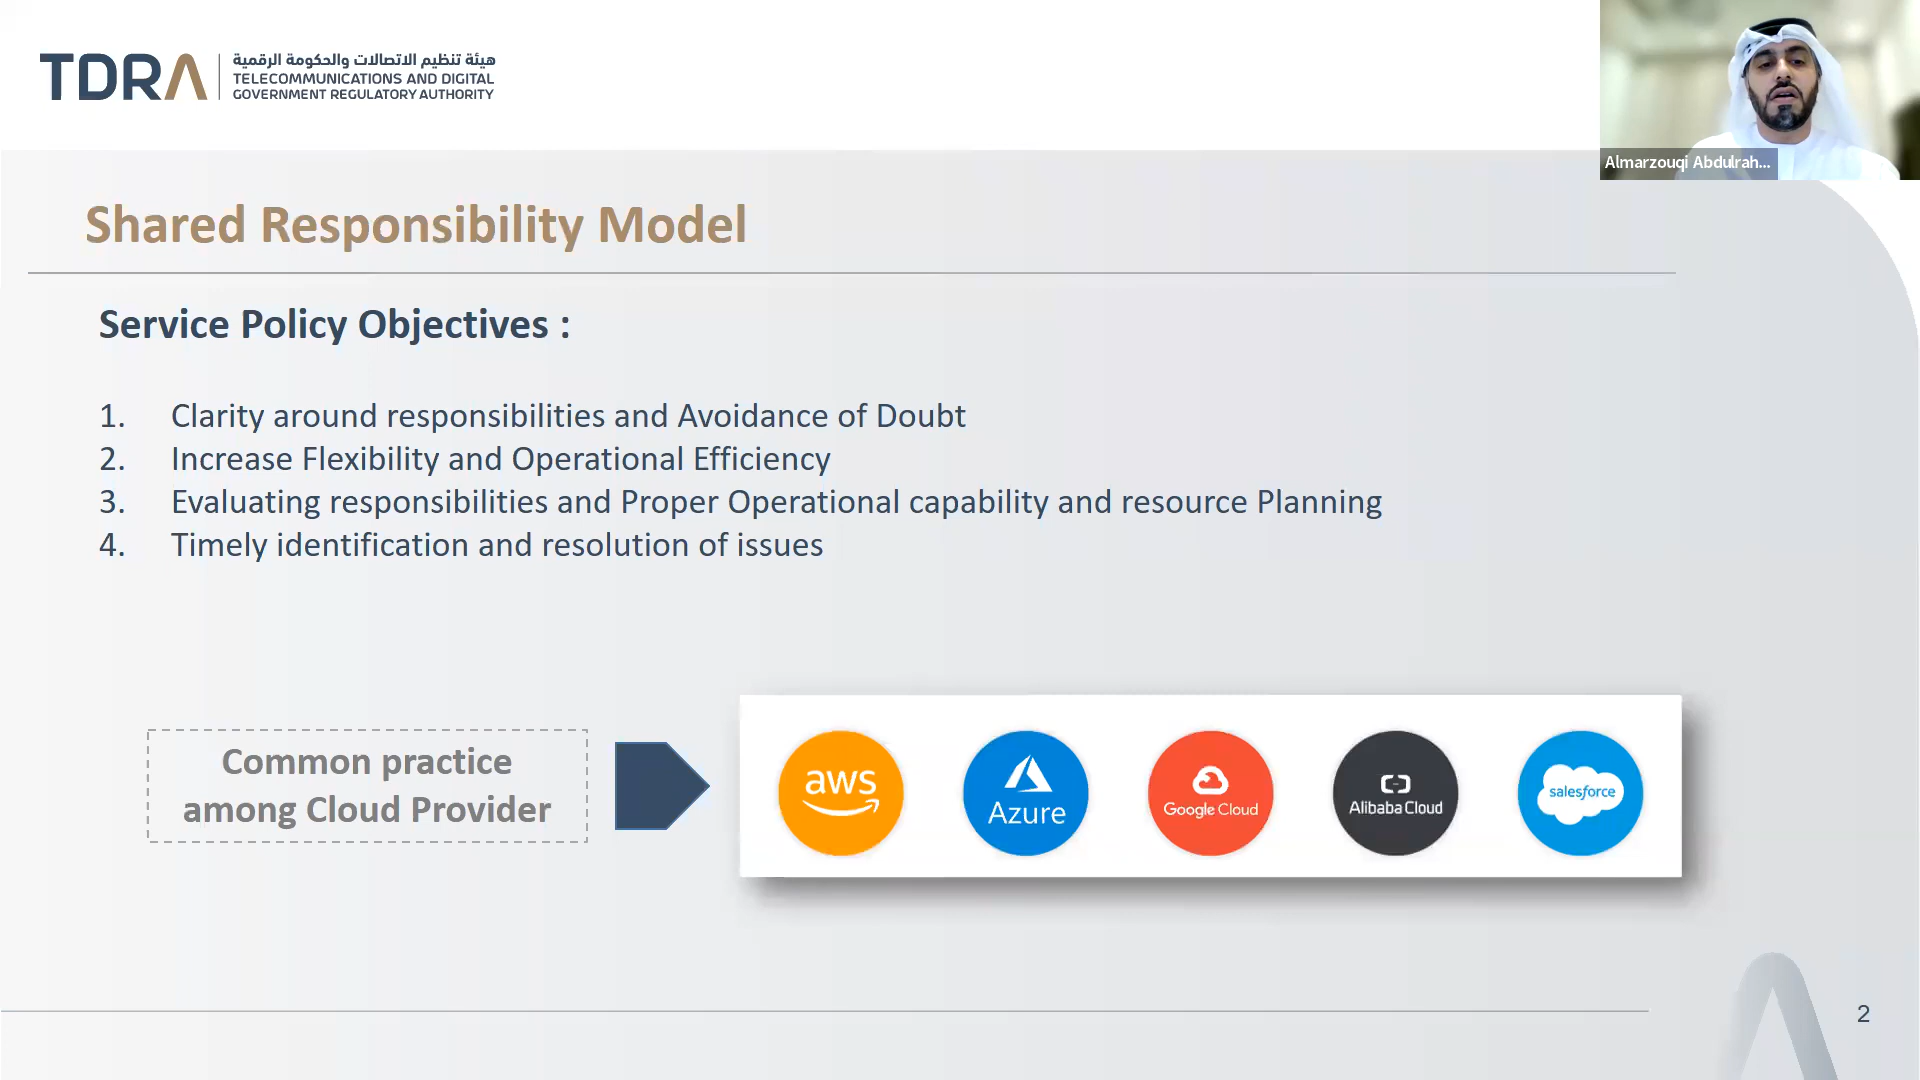 TDRA
هيئة تنظيم الاتصالات والحكومة الرقمية
TELECOMMUNICATIONS AND DIGITAL
GOVERNMENT REGULATORY AUTHORITY
Almarzouqi Abdulrah...
Shared Responsibility Model
Service Policy Objectives :
1. Clarity around responsibilities and Avoidance of Doubt
2. Increase Flexibility and Operational Efficiency
3. Evaluating responsibilities and Proper Operational capability and resource Planning
4. Timely identification and resolution of issues
Common practice
among Cloud Provider
aws
Azure
Google Cloud
Alibaba Cloud
salesforce
2